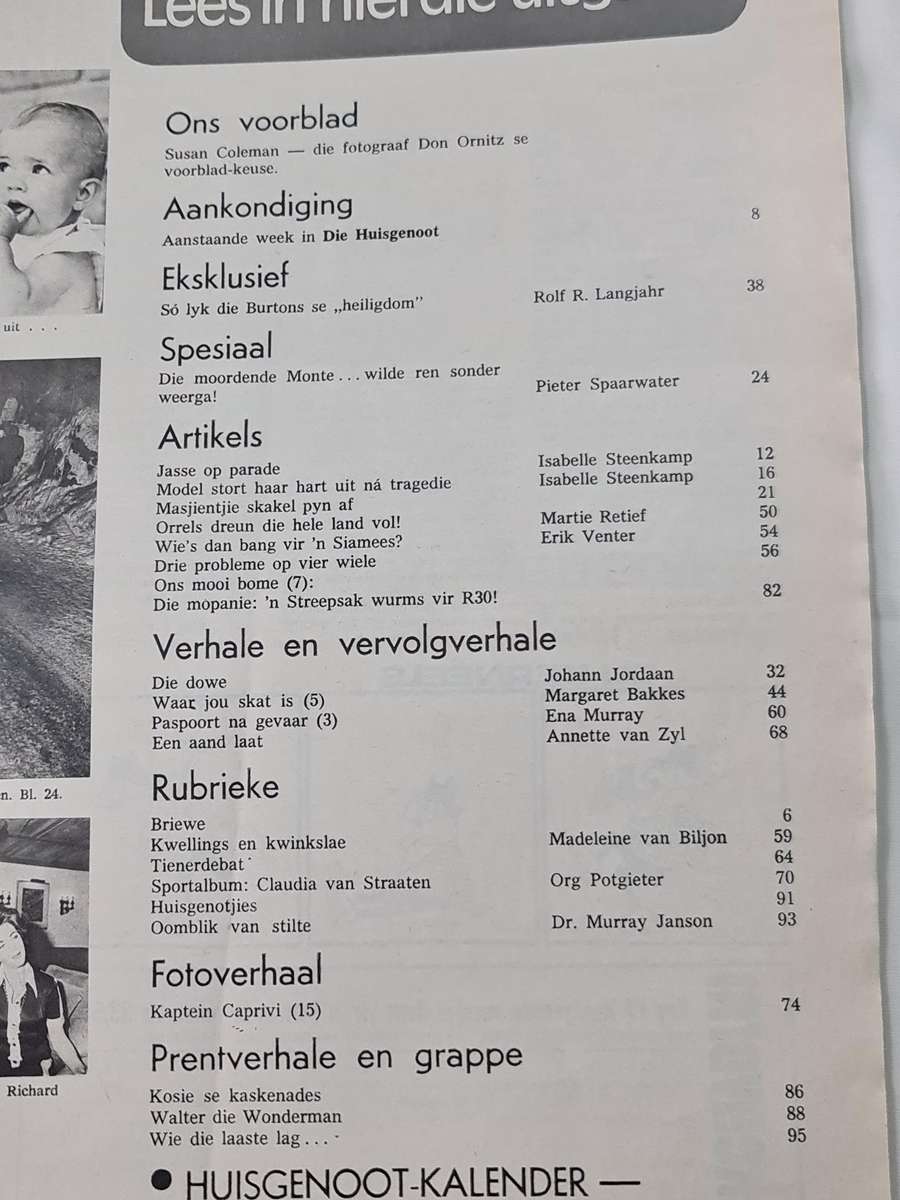 Lees in hierdie uitg
Ons voorblad
Susan Coleman — die fotograaf Don Ornitz se
voorblad-keuse.
Aankondiging
Aanstaande week in Die Huisgenoot 8
Eksklusief
Só lyk die Burtons se „heiligdom” Rolf R. Langjahr 38
Spesiaal
Die moordende Monte... wilde ren sonder
weerga! Pieter Spaarwater 24
Artikels
Jasse op parade Isabelle Steenkamp 12
Model stort haar hart uit ná tragedie Isabelle Steenkamp 16
Masjientjie skakel pyn af 21
Orrels dreun die hele land vol! Martie Retief 50
Wie's dan bang vir 'n Siamees? Erik Venter 54
Drie probleme op vier wiele 56
Ons mooi bome (7):
Die mopanie: 'n Streepsak wurms vir R30! 82
Verhale en vervolgverhale
Die dowe Johann Jordaan 32
Waar jou skat is (5) Margaret Bakkes 44
Paspoort na gevaar (3) Ena Murray 60
Een aand laat Annette van Zyl 68
Rubrieke
Briewe 6
Kwellings en kwinkslae Madeleine van Biljon 59
Tienerdebat 64
Sportalbum: Claudia van Straaten Org Potgieter 70
Huisgenotjies 91
Oomblik van stilte Dr. Murray Janson 93
Fotoverhaal
Kaptein Caprivi (15) 74
Prentverhale en grappe
Kosie se kaskenades 86
Walter die Wonderman 88
Wie die laaste lag... 95
● HUISGENOOT-KALENDER —
uit . . .
n. Bl. 24.
Richard